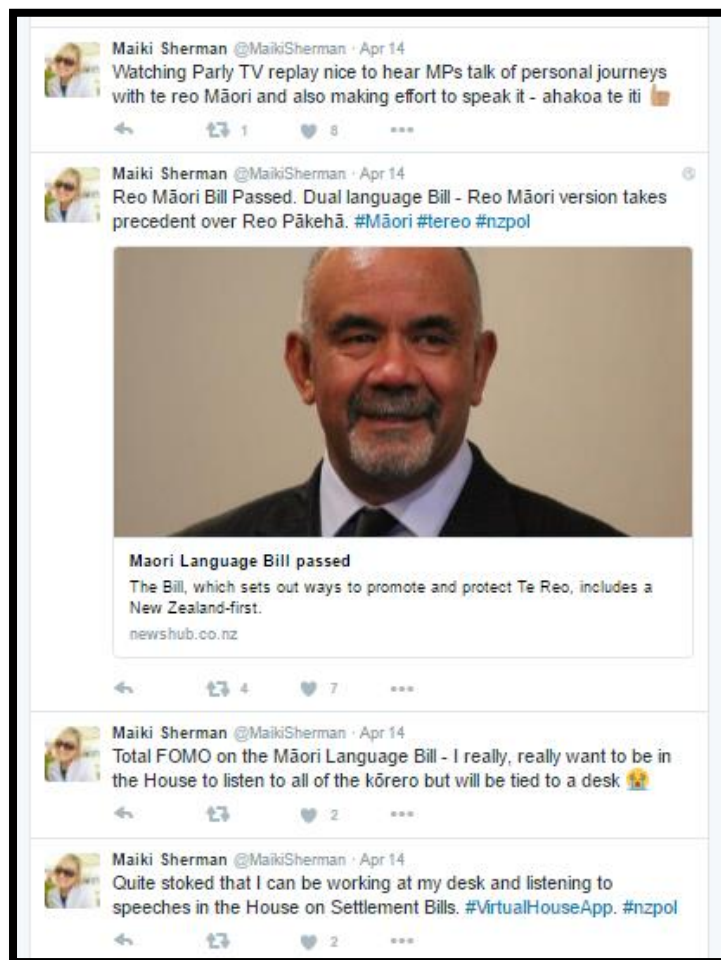 Maiki Sherman @MaikiSherman · Apr 14
Watching Parly TV replay nice to hear MPs talk of personal journeys
with te reo Māori and also making effort to speak it - ahakoa te iti 👍🏽
1 8
Maiki Sherman @MaikiSherman · Apr 14
Reo Māori Bill Passed. Dual language Bill - Reo Māori version takes
precedent over Reo Pākehā. #Māori #tereo #nzpol
Maori Language Bill passed
The Bill, which sets out ways to promote and protect Te Reo, includes a
New Zealand-first.
newshub.co.nz
4 7
Maiki Sherman @MaikiSherman · Apr 14
Total FOMO on the Māori Language Bill - I really, really want to be in
the House to listen to all of the kōrero but will be tied to a desk 😭
2
Maiki Sherman @MaikiSherman · Apr 14
Quite stoked that I can be working at my desk and listening to
speeches in the House on Settlement Bills. #VirtualHouseApp. #nzpol
2